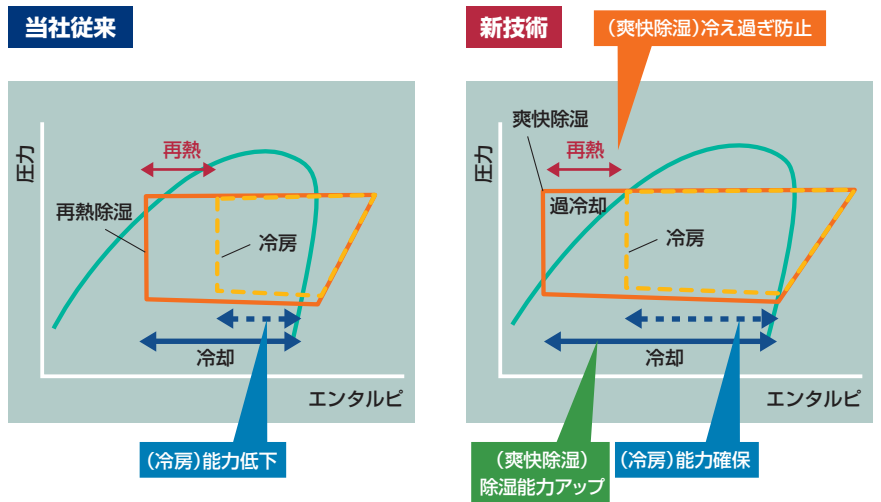 当社従来
圧力
再熱
再熱除湿
冷房
冷却
エンタルピ
(冷房)能力低下
新技術
(爽快除湿)冷え過ぎ防止
圧力
爽快除湿
再熱
過冷却
冷房
冷却
エンタルピ
(爽快除湿)
除湿能力アップ
(冷房)能力確保